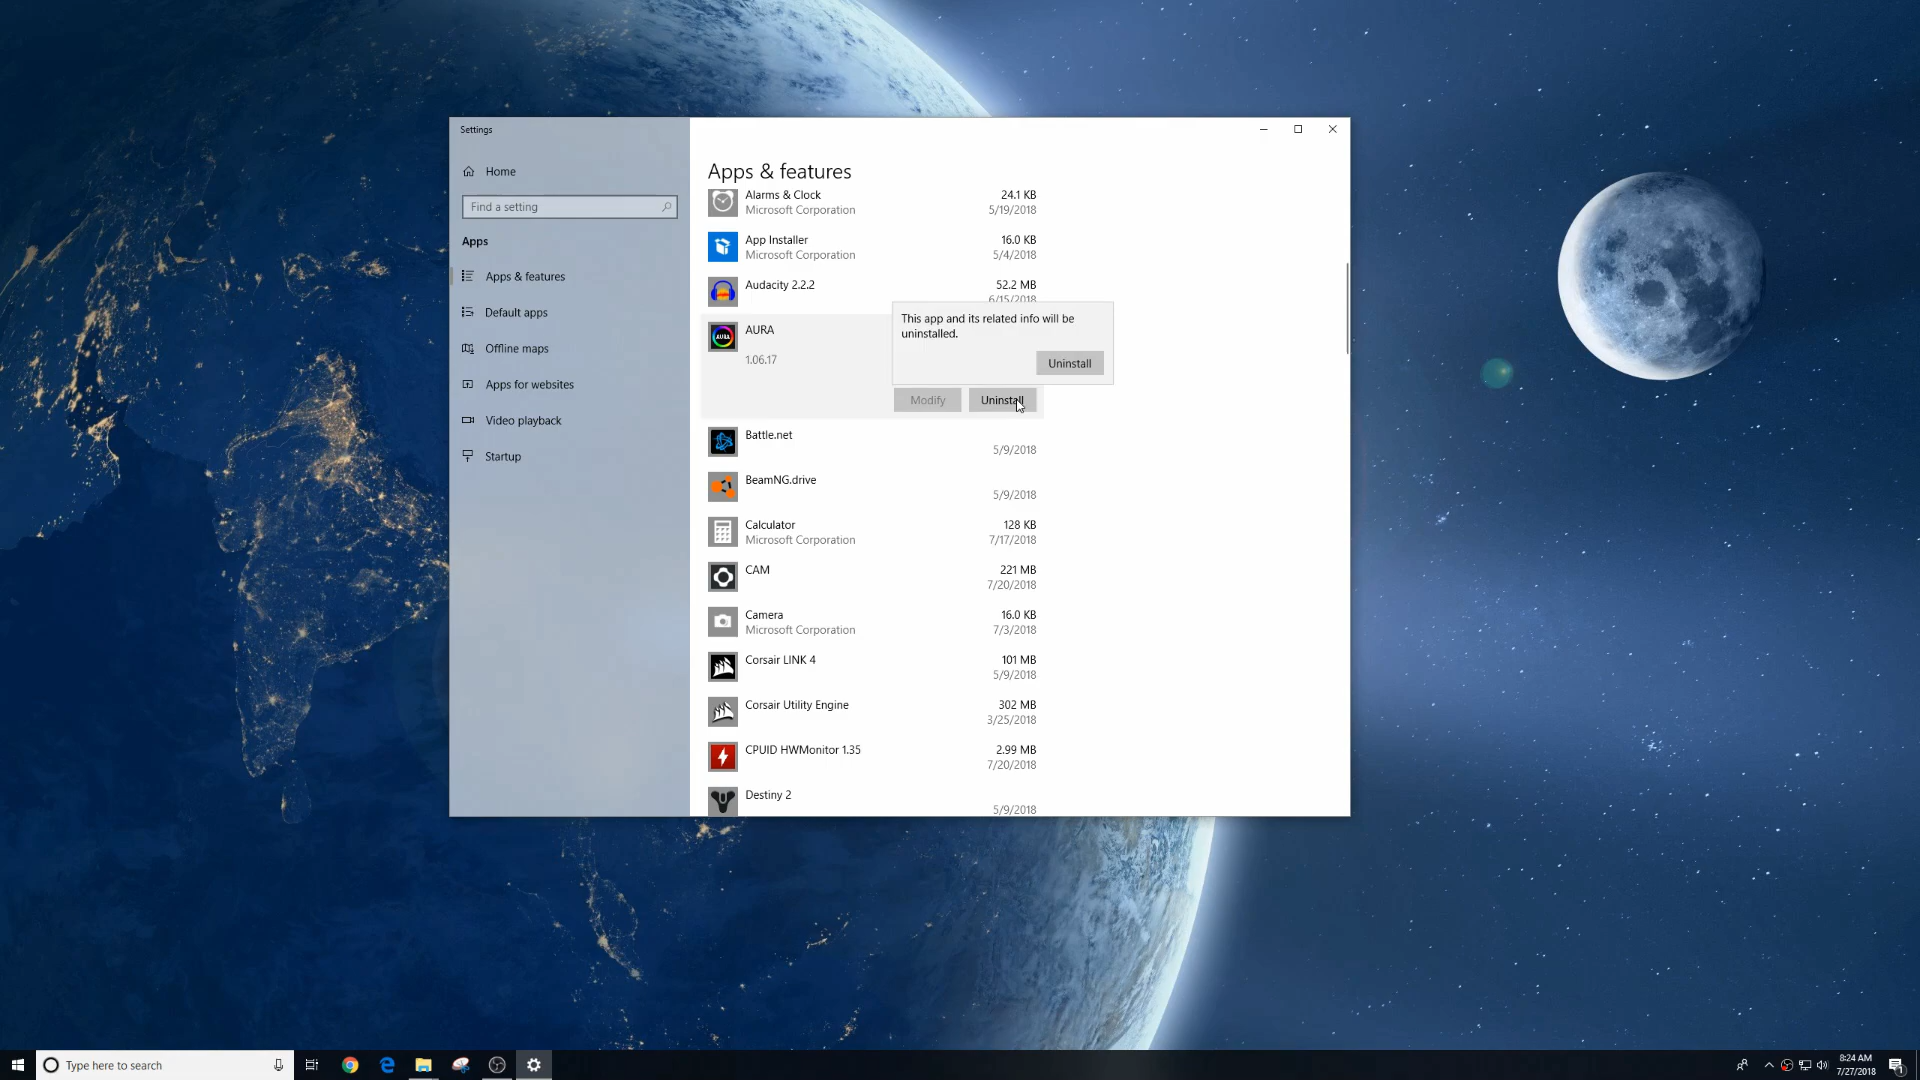 Settings
Home
Find a setting
Apps
Apps & features
Default apps
Offline maps
Apps for websites
Video playback
Startup
Apps & features
Alarms & Clock 24.1 KB
Microsoft Corporation 5/19/2018
App Installer 16.0 KB
Microsoft Corporation 5/4/2018
Audacity 2.2.2 52.2 MB
6/15/2018
AURA
1.06.17
This app and its related info will be
uninstalled.
Uninstall
Modify Uninstall
Battle.net
5/9/2018
BeamNG.drive
5/9/2018
Calculator 128 KB
Microsoft Corporation 7/17/2018
CAM 221 MB
7/20/2018
Camera 16.0 KB
Microsoft Corporation 7/3/2018
Corsair LINK 4 101 MB
5/9/2018
Corsair Utility Engine 302 MB
3/25/2018
CPUID HWMonitor 1.35 2.99 MB
7/20/2018
Destiny 2
5/9/2018
Type here to search
8:24 AM
7/27/2018